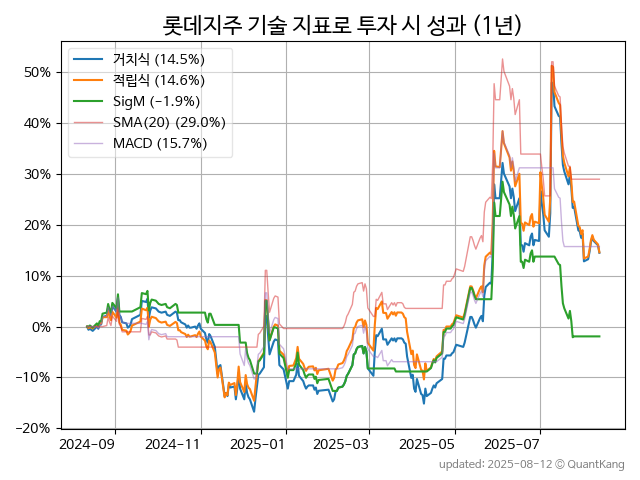 롯데지주 기술 지표로 투자 시 성과 (1년)
거치식 (14.5%)
적립식 (14.6%)
SigM (−1.9%)
SMA(20) (29.0%)
MACD (15.7%)
50%
40%
30%
20%
10%
0%
−10%
−20%
2024−09 2024−11 2025−01 2025−03 2025−05 2025−07
updated: 2025-08-12 © QuantKang